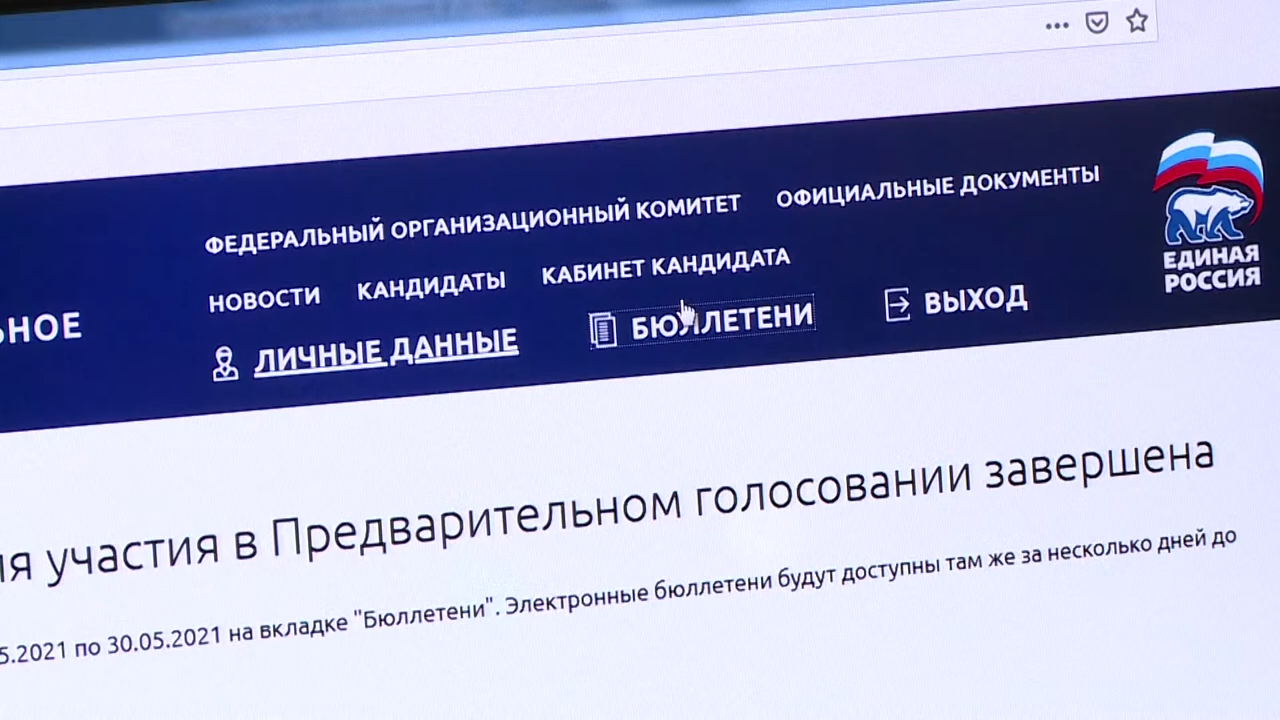 ФЕДЕРАЛЬНЫЙ ОРГАНИЗАЦИОННЫЙ КОМИТЕТ ОФИЦИАЛЬНЫЕ ДОКУМЕНТЫ
НОВОСТИ КАНДИДАТЫ КАБИНЕТ КАНДИДАТА
ЬНОЕ ЛИЧНЫЕ ДАННЫЕ БЮЛЛЕТЕНИ ВЫХОД
ЕДИНАЯ
РОССИЯ
ия участия в Предварительном голосовании завершена
5.2021 по 30.05.2021 на вкладке "Бюллетени". Электронные бюллетени будут доступны там же за несколько дней до